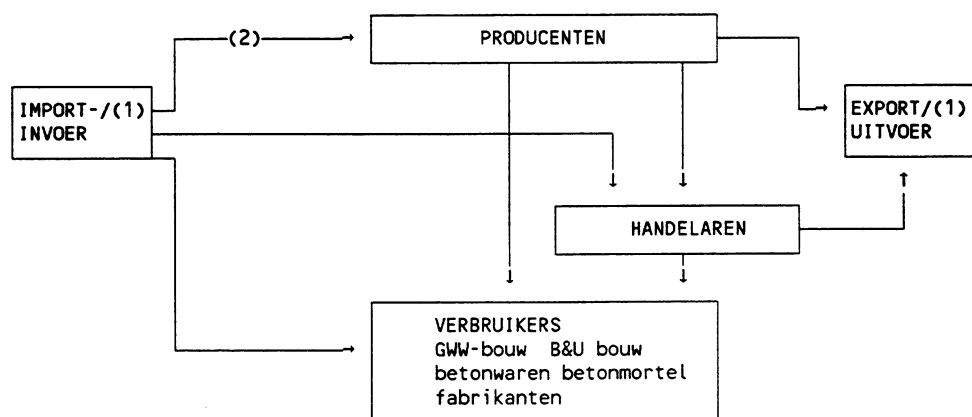 (2)
PRODUCENTEN
IMPORT-/(1)
INVOER
EXPORT/(1)
UITVOER
HANDELAREN
VERBRUIKERS
GWW-bouw B&U bouw
betonwaren betonmortel
fabrikanten